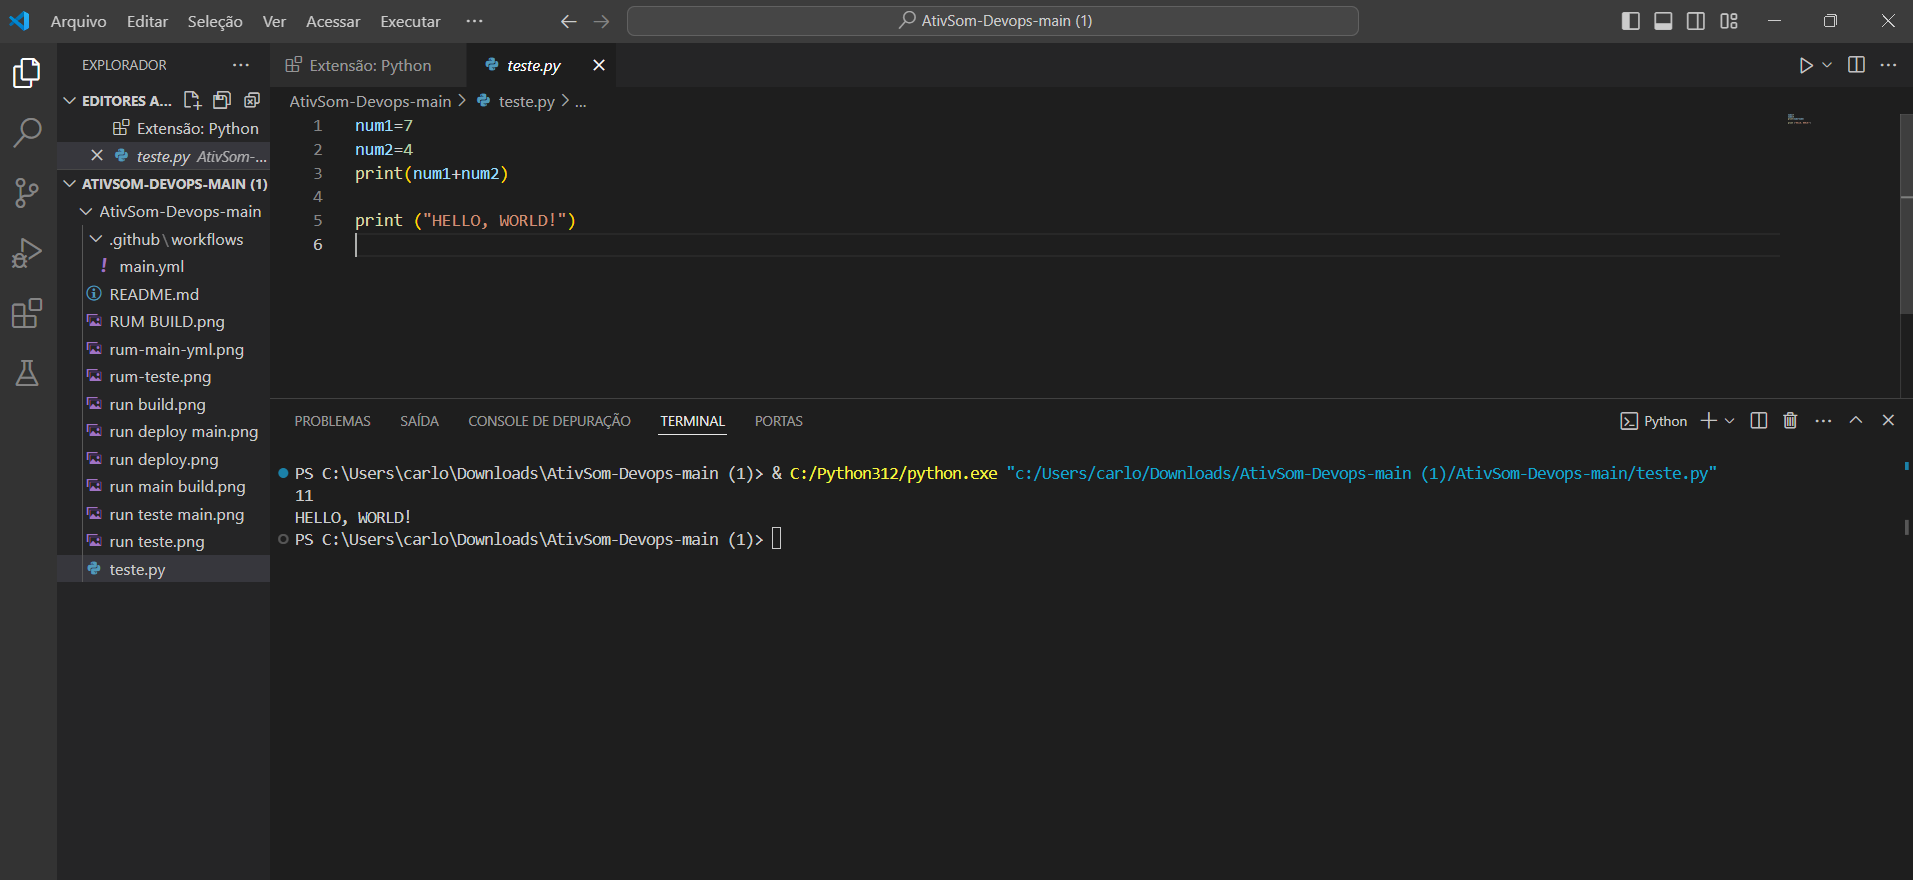 Arquivo Editar Seleção Ver Acessar Executar ··· AtivSom-Devops-main (1)
EXPLORADOR ···
EDITORES A...
Extensão: Python
teste.py AtivSom-...
ATIVSOM-DEVOPS-MAIN (1)
AtivSom-Devops-main
.github\workflows
! main.yml
README.md
RUM BUILD.png
rum-main-yml.png
rum-teste.png
run build.png
run deploy main.png
run deploy.png
run main build.png
run teste main.png
run teste.png
teste.py
Extensão: Python teste.py
AtivSom-Devops-main > teste.py > ...
1 num1=7
2 num2=4
3 print(num1+num2)
4
5 print ("HELLO, WORLD!")
6
PROBLEMAS SAÍDA CONSOLE DE DEPURAÇÃO TERMINAL PORTAS Python
PS C:\Users\carlo\Downloads\AtivSom-Devops-main (1)> & C:/Python312/python.exe "c:/Users/carlo/Downloads/AtivSom-Devops-main (1)/AtivSom-Devops-main/teste.py"
11
HELLO, WORLD!
PS C:\Users\carlo\Downloads\AtivSom-Devops-main (1)>